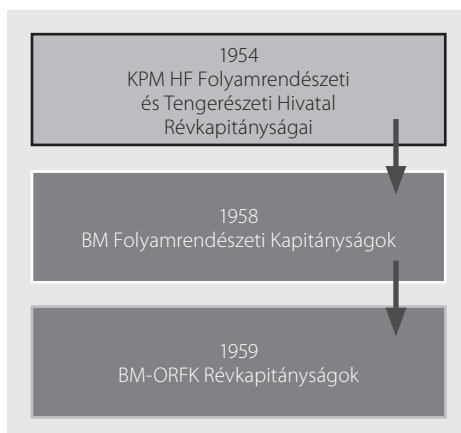 1954
KPM HF Folyamrendészeti
és Tengerészeti Hivatal
Révkapitányságai
1958
BM Folyamrendészeti Kapitányságok
1959
BM-ORFK Révkapitányságok